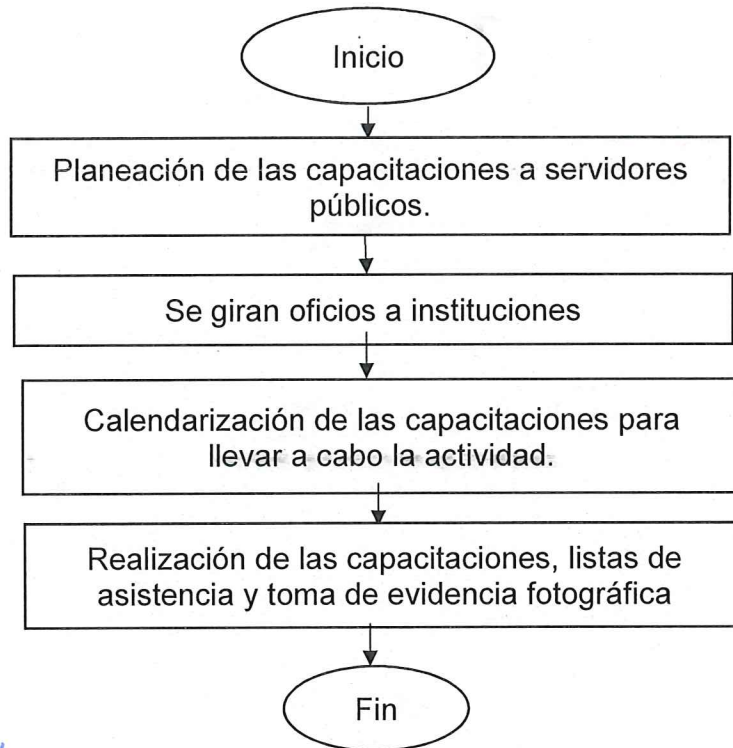 Inicio
Planeación de las capacitaciones a servidores
públicos.
Se giran oficios a instituciones
Calendarización de las capacitaciones para
llevar a cabo la actividad.
Realización de las capacitaciones, listas de
asistencia y toma de evidencia fotográfica
Fin